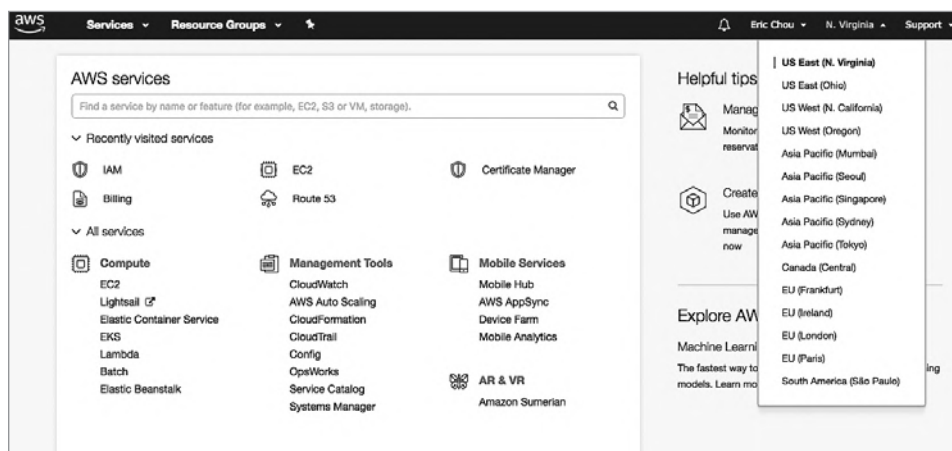 aws
Services
Resource Groups
Eric Chou
N. Virginia
Support
AWS services
Find a service by name or feature (for example, EC2, S3 or VM, storage).
Recently visited services
IAM
EC2
Certificate Manager
Billing
Route 53
All services
Compute
EC2
Lightsail
Elastic Container Service
EKS
Lambda
Batch
Elastic Beanstalk
Management Tools
CloudWatch
AWS Auto Scaling
CloudFormation
CloudTrail
Config
OpsWorks
Service Catalog
Systems Manager
Mobile Services
Mobile Hub
AWS AppSync
Device Farm
Mobile Analytics
AR & VR
Amazon Sumerian
Helpful tips
Manag
Monitor
reservat
Create
Use AW
manage
now
Explore AW
Machine Learni
The fastest way to
ing
models. Learn mo
US East (N. Virginia)
US East (Ohio)
US West (N. California)
US West (Oregon)
Asia Pacific (Mumbai)
Asia Pacific (Seoul)
Asia Pacific (Singapore)
Asia Pacific (Sydney)
Asia Pacific (Tokyo)
Canada (Central)
EU (Frankfurt)
EU (Ireland)
EU (London)
EU (Paris)
South America (São Paulo)